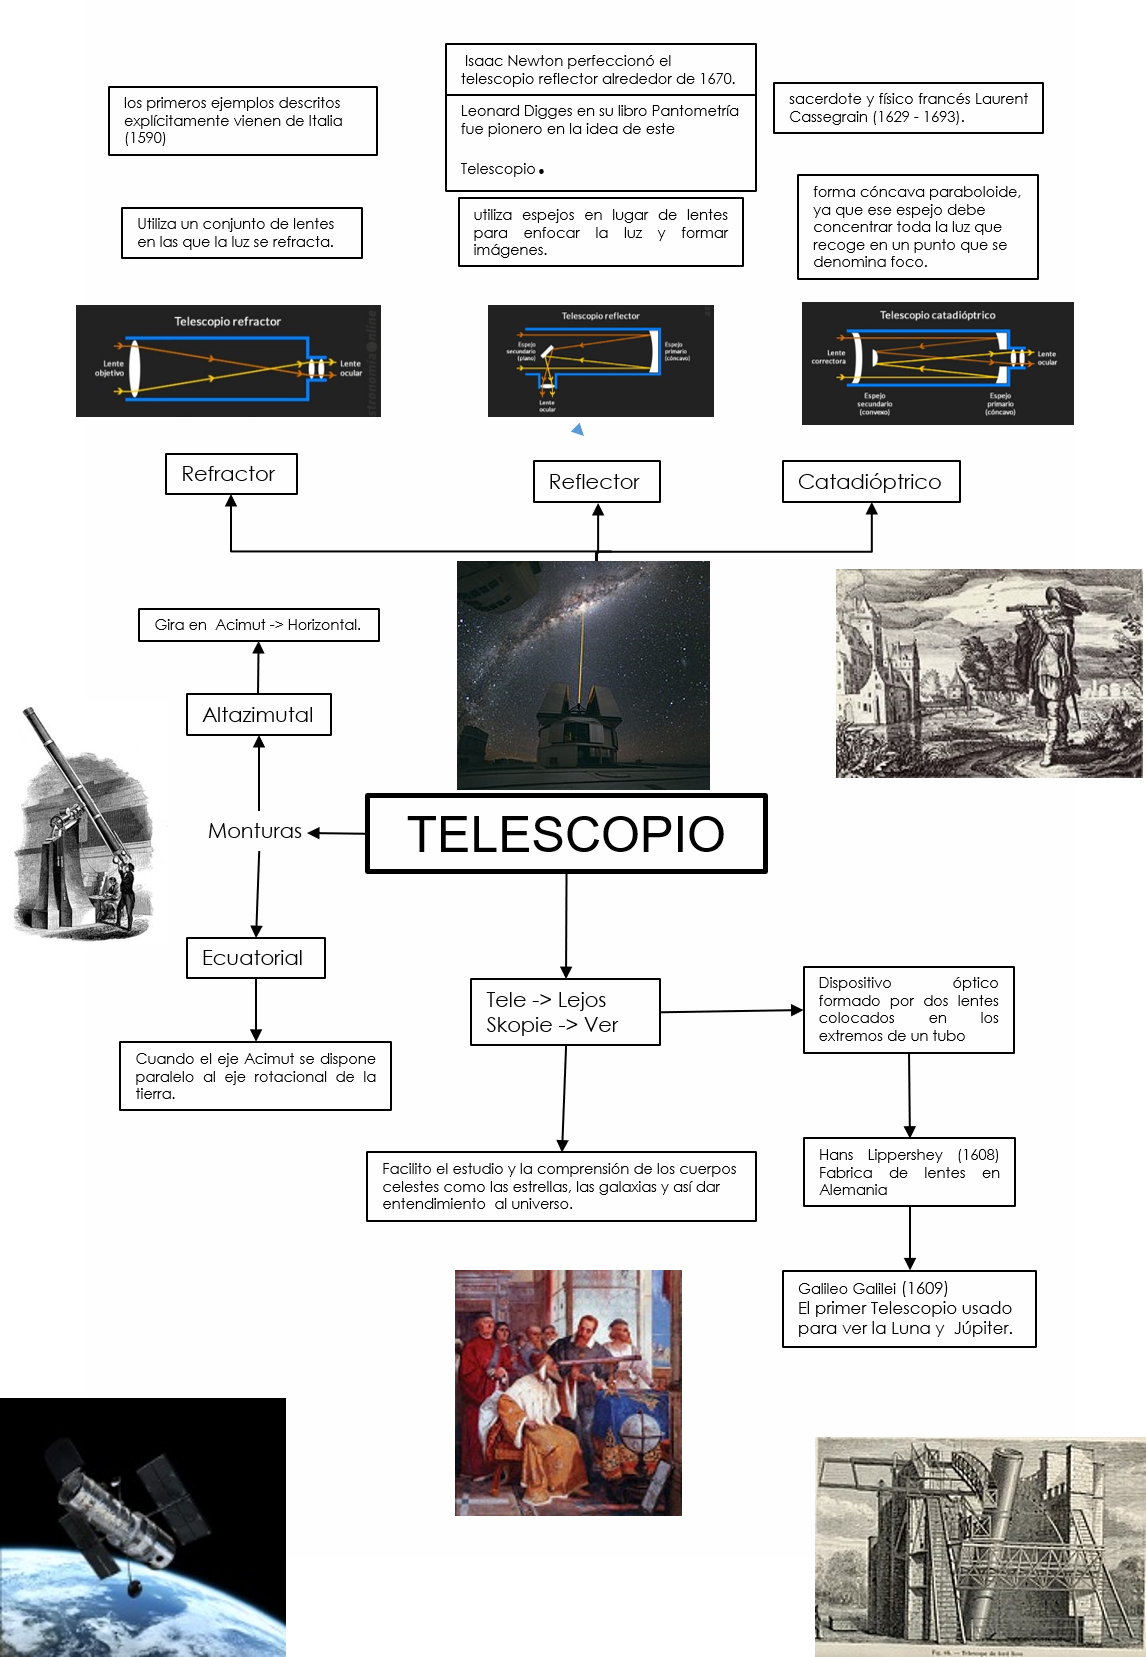 Isaac Newton perfeccionó el
telescopio reflector alrededor de 1670.
Leonard Digges en su libro Pantometría
fue pionero en la idea de este
Telescopio.
los primeros ejemplos descritos
explícitamente vienen de Italia
(1590)
sacerdote y físico francés Laurent
Cassegrain (1629 - 1693).
Utiliza un conjunto de lentes
en las que la luz se refracta.
utiliza espejos en lugar de lentes
para enfocar la luz y formar
imágenes.
forma cóncava paraboloide,
ya que ese espejo debe
concentrar toda la luz que
recoge en un punto que se
denomina foco.
Telescopio refractor
Lente
objetivo
Lente
ocular
Telescopio reflector
Espejo
secundario
(plano)
Espejo
primario
(cóncavo)
Lente
ocular
Telescopio catadióptrico
Lente
correctora
Lente
ocular
Espejo
secundario
(convexo)
Espejo
primario
(cóncavo)
Refractor
Reflector
Catadióptrico
Gira en Acimut -> Horizontal.
Altazimutal
Monturas
TELESCOPIO
Ecuatorial
Cuando el eje Acimut se dispone
paralelo al eje rotacional de la
tierra.
Tele -> Lejos
Skopie -> Ver
Dispositivo óptico
formado por dos lentes
colocados en los
extremos de un tubo
Facilito el estudio y la comprensión de los cuerpos
celestes como las estrellas, las galaxias y así dar
entendimiento al universo.
Hans Lippershey (1608)
Fabrica de lentes en
Alemania
Galileo Galilei (1609)
El primer Telescopio usado
para ver la Luna y Júpiter.